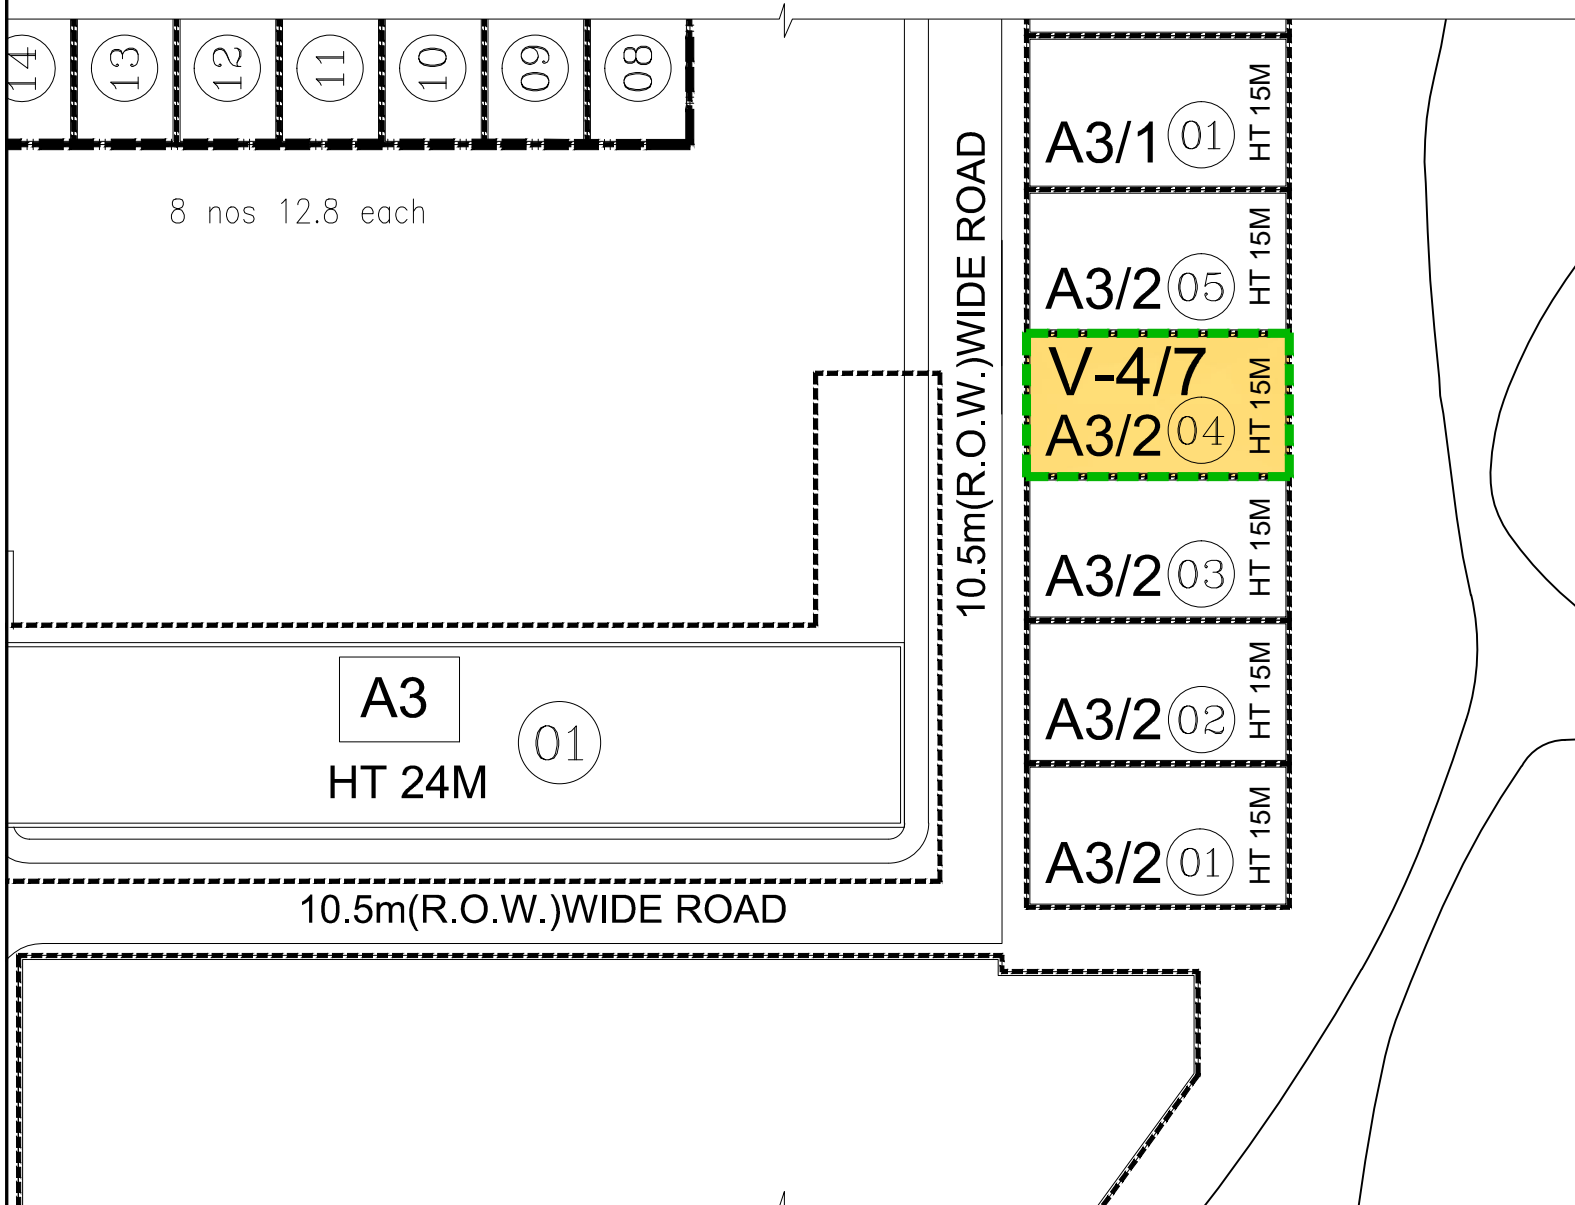 14
13
12
11
10
09
08
8 nos 12.8 each
10.5m(R.O.W.)WIDE ROAD
A3/1 01 HT 15M
A3/2 05 HT 15M
V-4/7
A3/2 04 HT 15M
A3/2 03 HT 15M
A3/2 02 HT 15M
A3/2 01 HT 15M
A3
01
HT 24M
10.5m(R.O.W.)WIDE ROAD